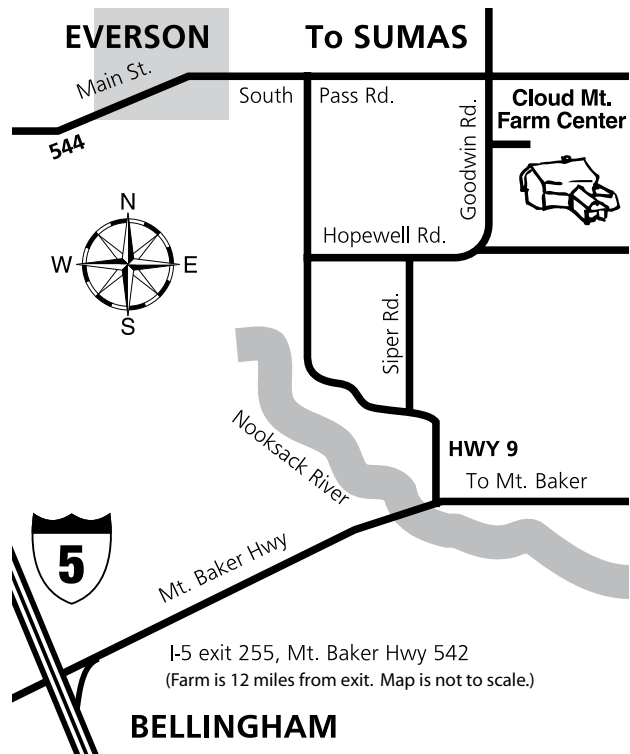 EVERSON
To SUMAS
Main St.
South
Pass Rd.
Goodwin Rd.
Cloud Mt.
Farm Center
544
N
W
E
S
Hopewell Rd.
Siper Rd.
Nooksack River
HWY 9
To Mt. Baker
5
Mt. Baker Hwy
I-5 exit 255, Mt. Baker Hwy 542
(Farm is 12 miles from exit. Map is not to scale.)
BELLINGHAM